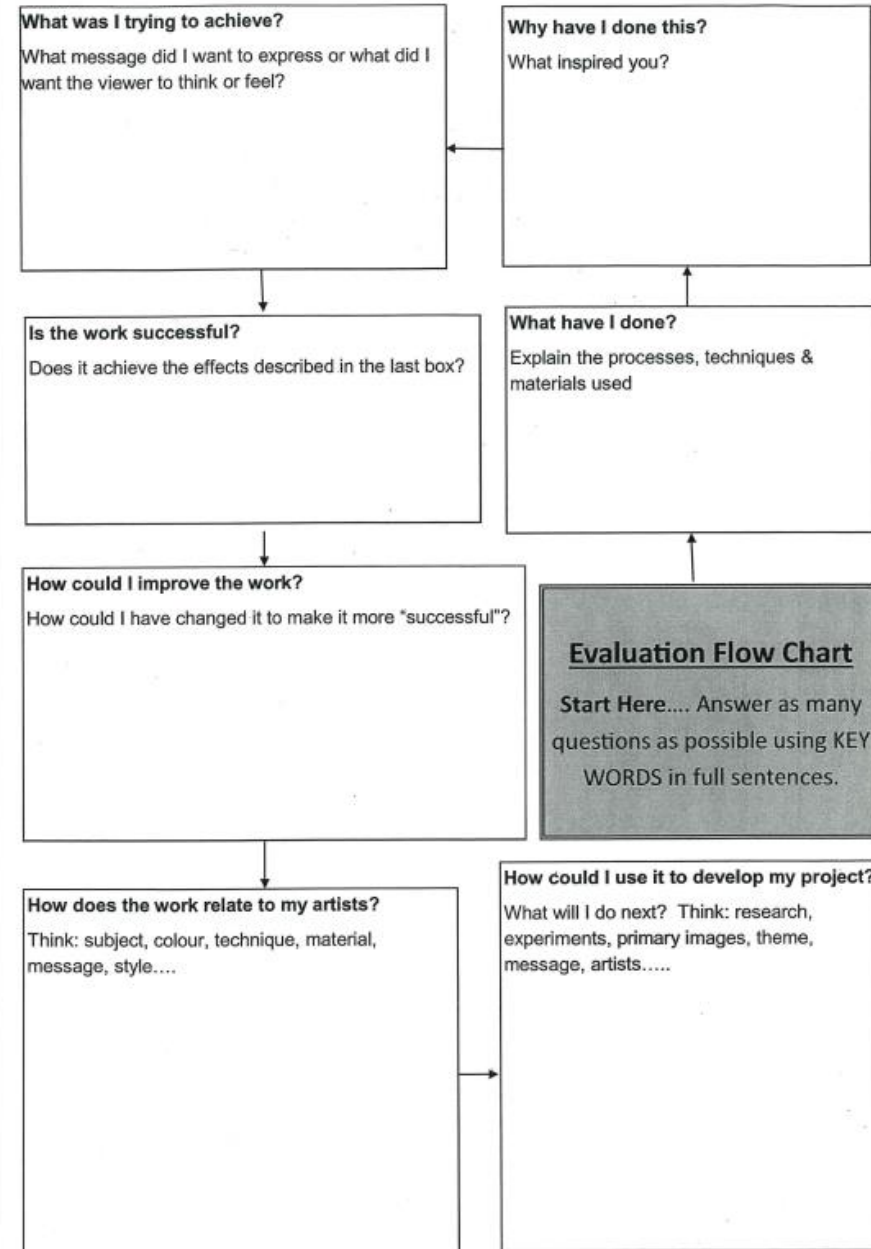 What was I trying to achieve?
What message did I want to express or what did I
want the viewer to think or feel?
Why have I done this?
What inspired you?
Is the work successful?
Does it achieve the effects described in the last box?
What have I done?
Explain the processes, techniques &
materials used
How could I improve the work?
How could I have changed it to make it more “successful”?
Evaluation Flow Chart
Start Here.... Answer as many
questions as possible using KEY
WORDS in full sentences.
How does the work relate to my artists?
Think: subject, colour, technique, material,
message, style....
How could I use it to develop my project?
What will I do next? Think: research,
experiments, primary images, theme,
message, artists.....